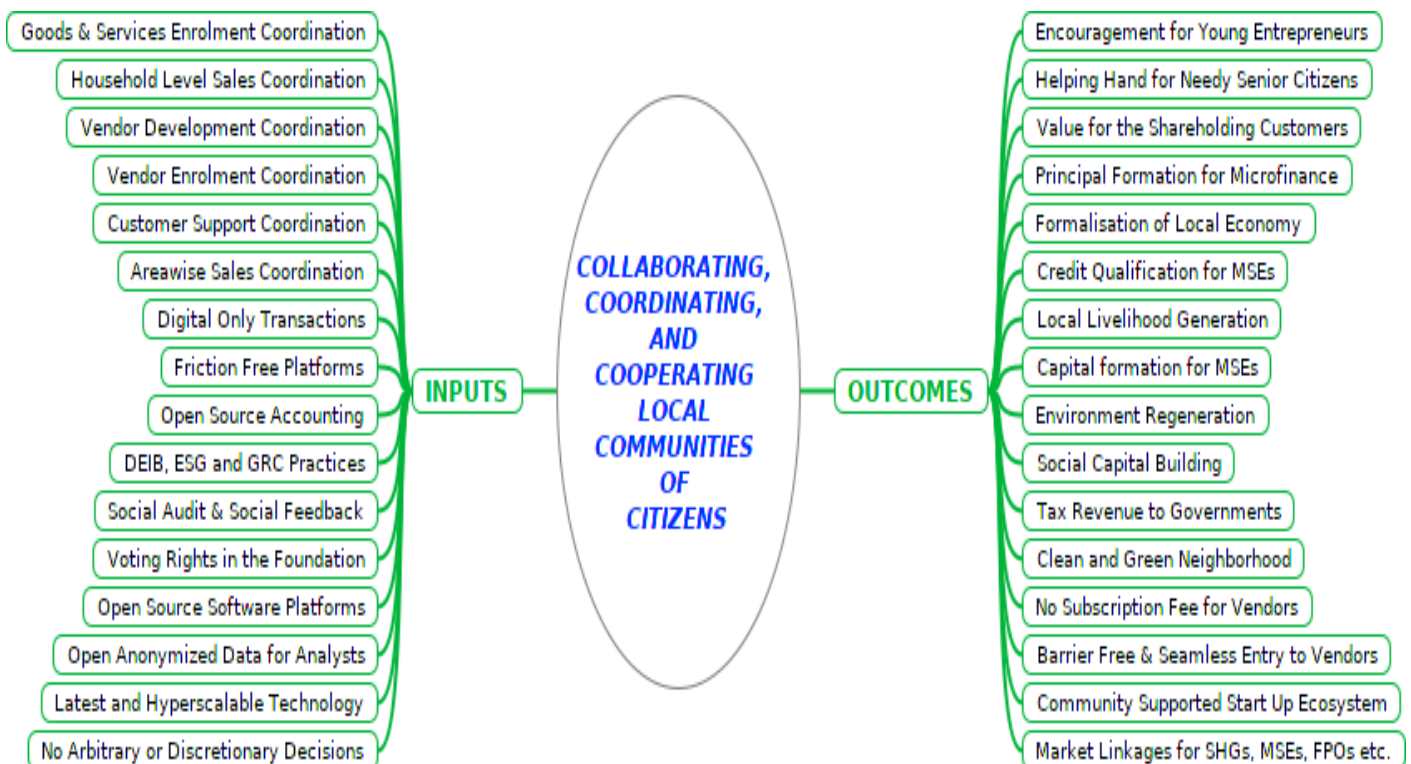 Goods & Services Enrolment Coordination
Household Level Sales Coordination
Vendor Development Coordination
Vendor Enrolment Coordination
Customer Support Coordination
Areawise Sales Coordination
Digital Only Transactions
Friction Free Platforms
Open Source Accounting
DEIB, ESG and GRC Practices
Social Audit & Social Feedback
Voting Rights in the Foundation
Open Source Software Platforms
Open Anonymized Data for Analysts
Latest and Hyperscalable Technology
No Arbitrary or Discretionary Decisions
INPUTS
COLLABORATING,
COORDINATING,
AND
COOPERATING
LOCAL
COMMUNITIES
OF
CITIZENS
OUTCOMES
Encouragement for Young Entrepreneurs
Helping Hand for Needy Senior Citizens
Value for the Shareholding Customers
Principal Formation for Microfinance
Formalisation of Local Economy
Credit Qualification for MSEs
Local Livelihood Generation
Capital formation for MSEs
Environment Regeneration
Social Capital Building
Tax Revenue to Governments
Clean and Green Neighborhood
No Subscription Fee for Vendors
Barrier Free & Seamless Entry to Vendors
Community Supported Start Up Ecosystem
Market Linkages for SHGs, MSEs, FPOs etc.